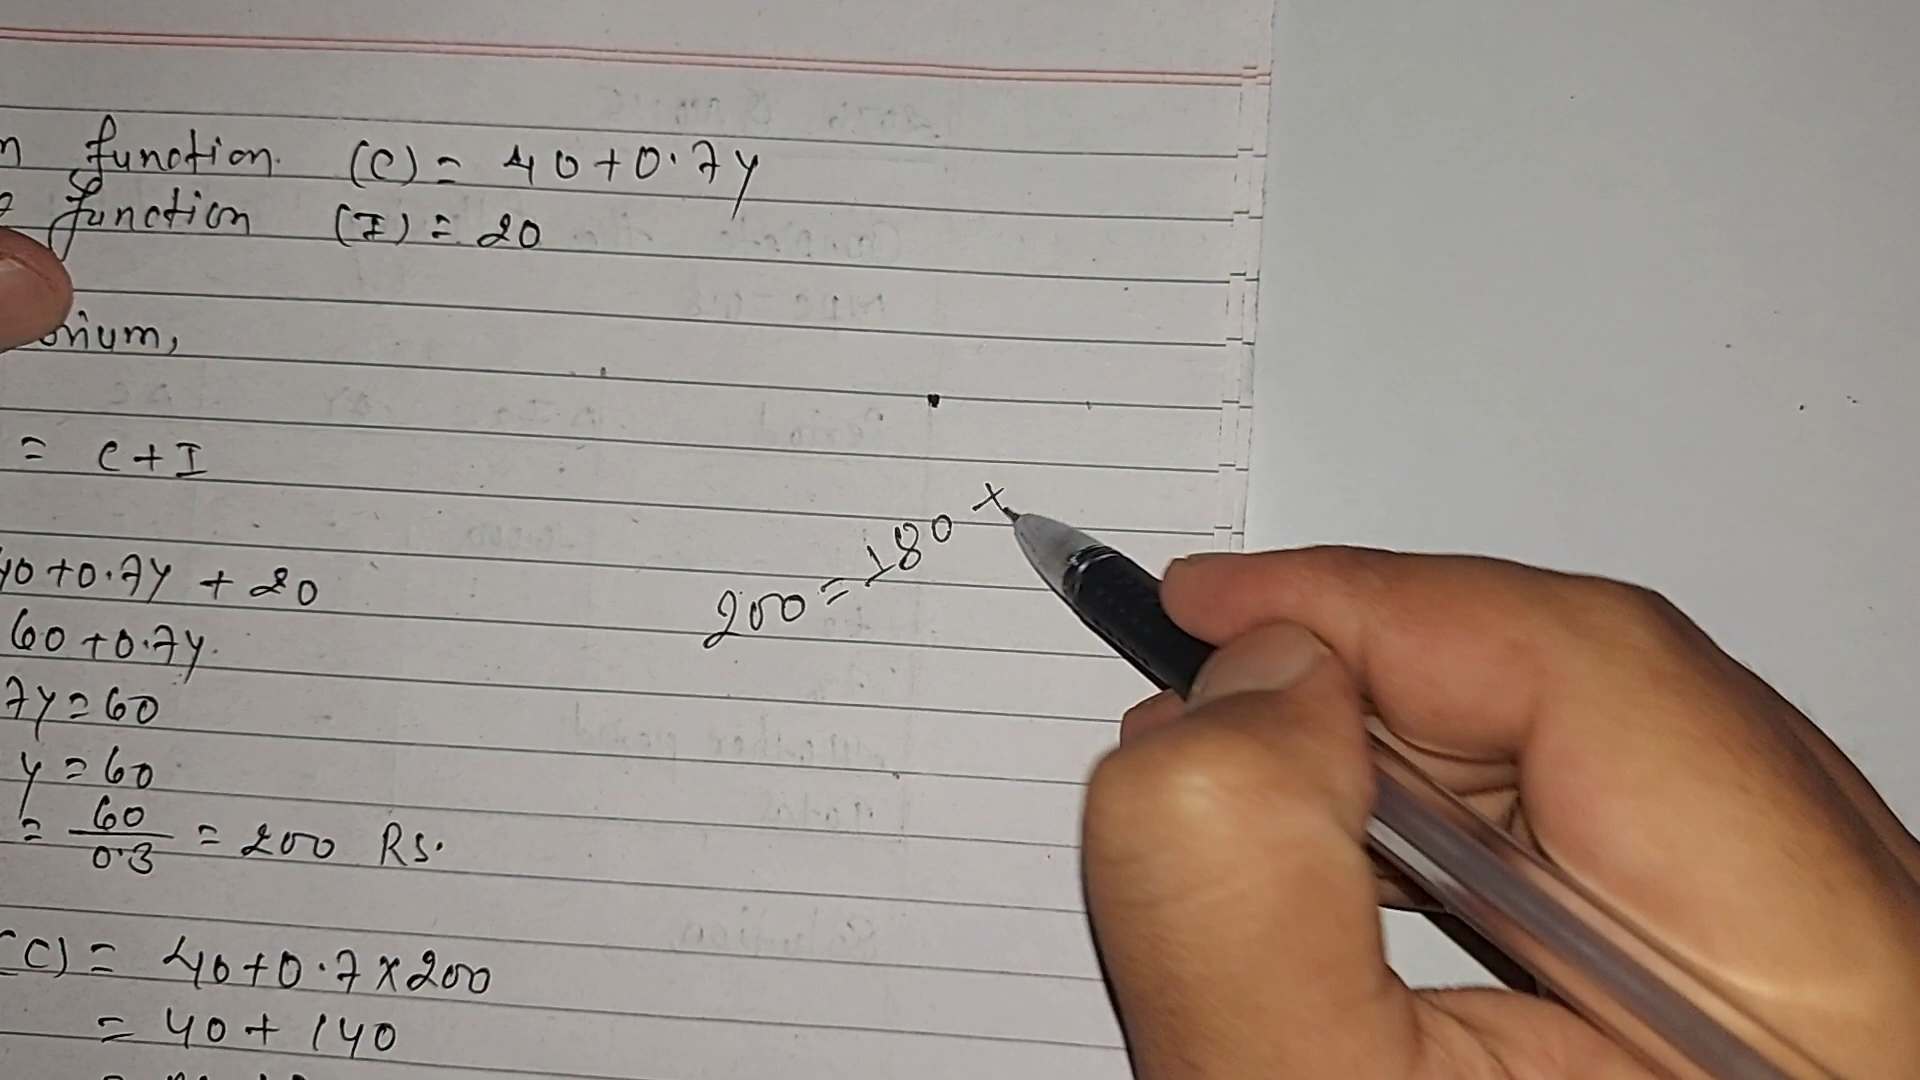 function. (C) = 40+0.7y
function (I) = 20
rium,
= C+I
40+0.7y + 20
60+0.7y.
7y=60
y=60
= 60/0.3 = 200 Rs.
200 = 180 +
(C) = 40+0.7×200
= 40+140